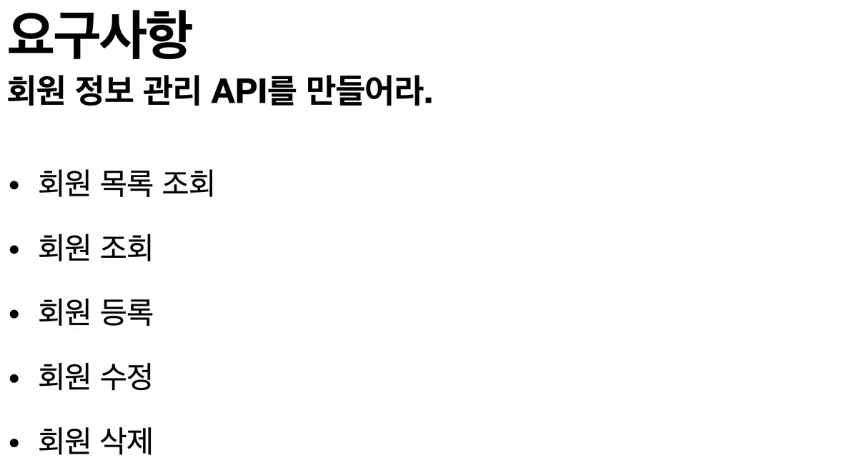 요구사항
회원 정보 관리 API를 만들어라.
• 회원 목록 조회
• 회원 조회
• 회원 등록
• 회원 수정
• 회원 삭제